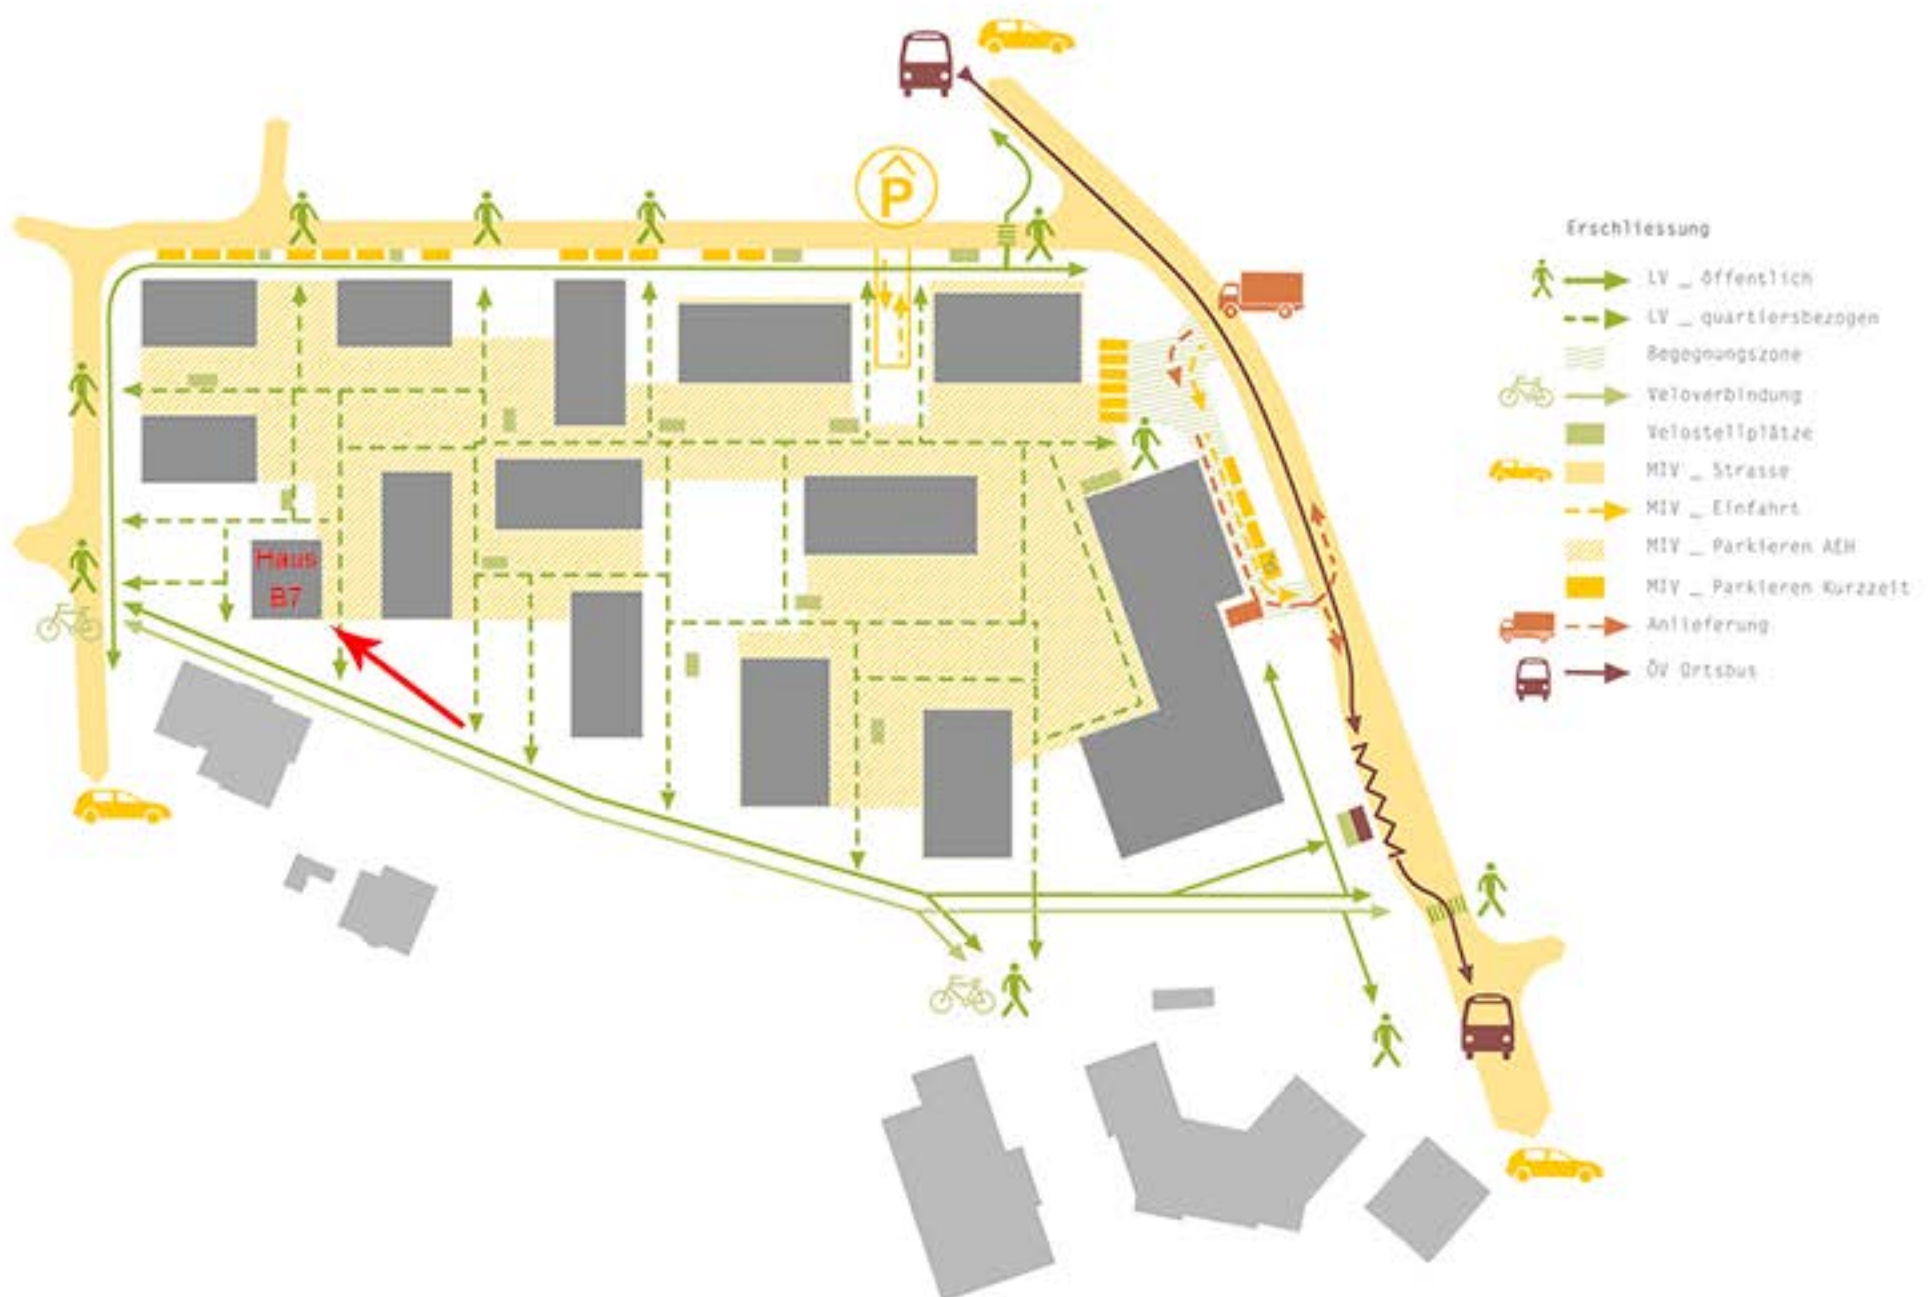 P
Erschliessung
LV _ öffentlich
LV _ quartiersbezogen
Begegnungszone
Veloverbindung
Velostellplätze
MIV _ Strasse
MIV _ Einfahrt
MIV _ Parkieren AEH
MIV _ Parkieren Kurzzeit
Anlieferung
ÖV Ortsbus
Haus
B7